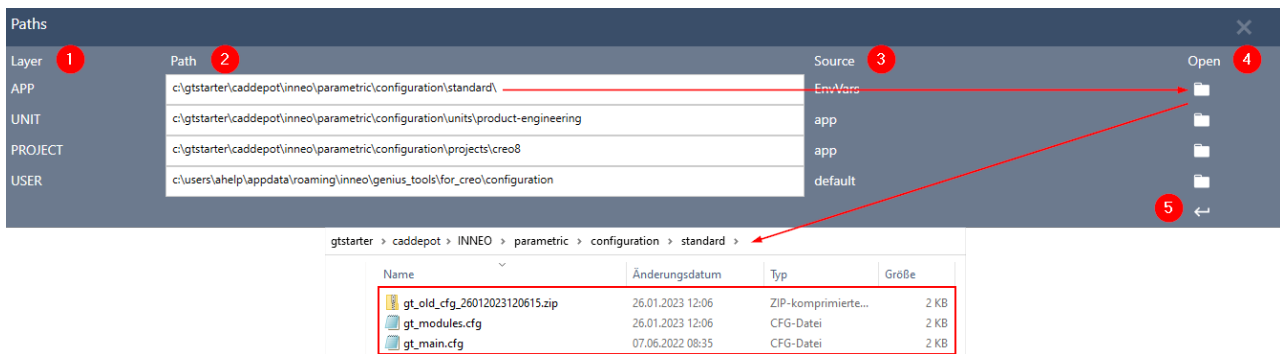 Paths
Layer 1 Path 2 Source 3 Open 4
APP c:\gtstarter\caddepot\inneo\parametric\configuration\standard\ EnvVars
UNIT c:\gtstarter\caddepot\inneo\parametric\configuration\units\product-engineering app
PROJECT c:\gtstarter\caddepot\inneo\parametric\configuration\projects\creo8 app
USER c:\users\ahelp\appdata\roaming\inneo\genius_tools\for_creo\configuration default
5
gtstarter > caddepot > INNEO > parametric > configuration > standard >
Name Änderungsdatum Typ Größe
gt_old_cfg_26012023120615.zip 26.01.2023 12:06 ZIP-komprimierte... 2 KB
gt_modules.cfg 26.01.2023 12:06 CFG-Datei 2 KB
gt_main.cfg 07.06.2022 08:35 CFG-Datei 2 KB